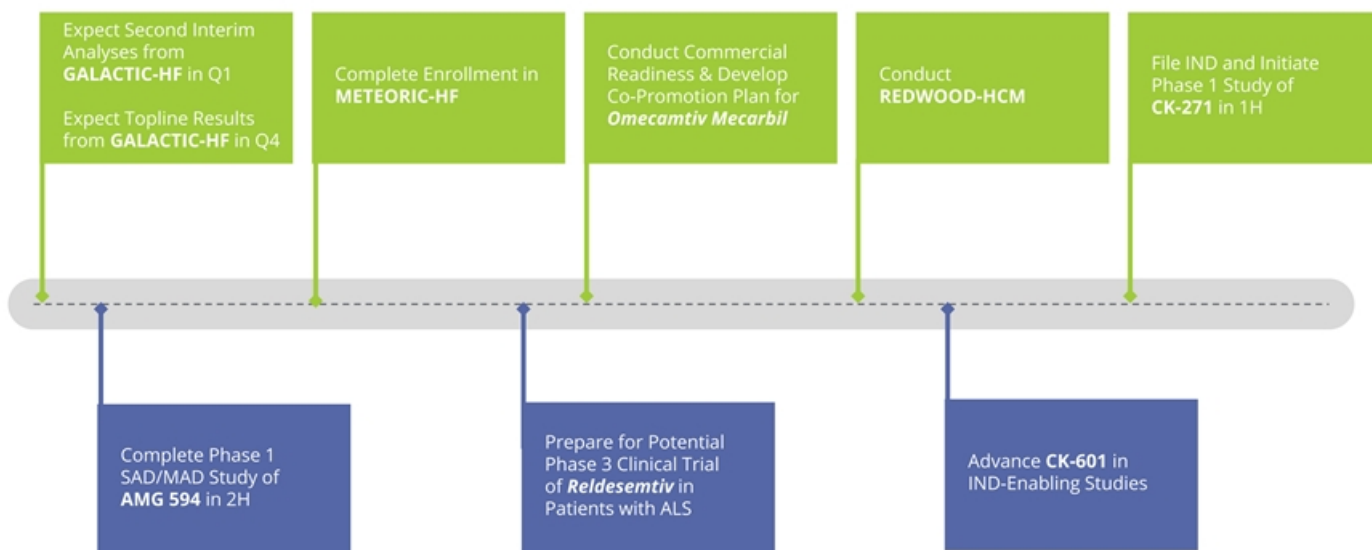 Expect Second Interim
Analyses from
GALACTIC-HF in Q1
Expect Topline Results
from GALACTIC-HF in Q4
Complete Enrollment in
METEORIC-HF
Conduct Commercial
Readiness & Develop
Co-Promotion Plan for
Omecamtiv Mecarbil
Conduct
REDWOOD-HCM
File IND and Initiate
Phase 1 Study of
CK-271 in 1H
Complete Phase 1
SAD/MAD Study of
AMG 594 in 2H
Prepare for Potential
Phase 3 Clinical Trial
of Reldesemtiv in
Patients with ALS
Advance CK-601 in
IND-Enabling Studies